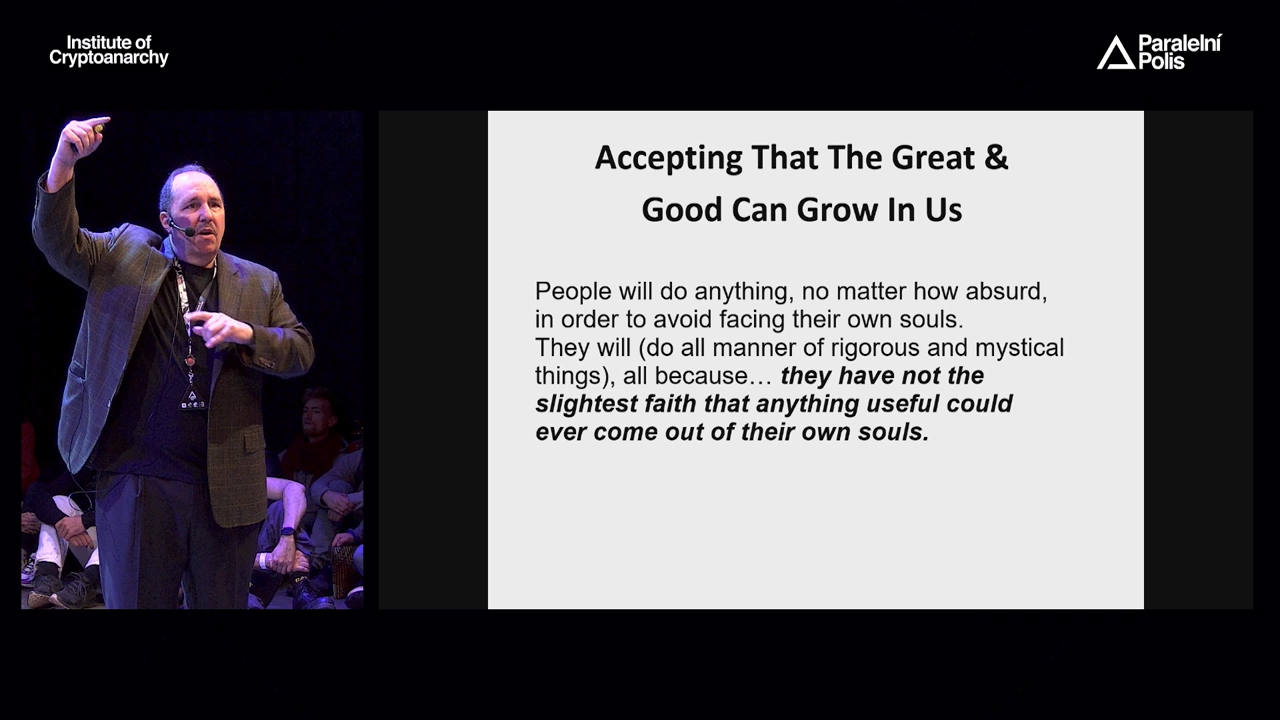 Institute of
Cryptoanarchy
Paralelní
Polis
Accepting That The Great &
Good Can Grow In Us
People will do anything, no matter how absurd,
in order to avoid facing their own souls.
They will (do all manner of rigorous and mystical
things), all because… they have not the
slightest faith that anything useful could
ever come out of their own souls.